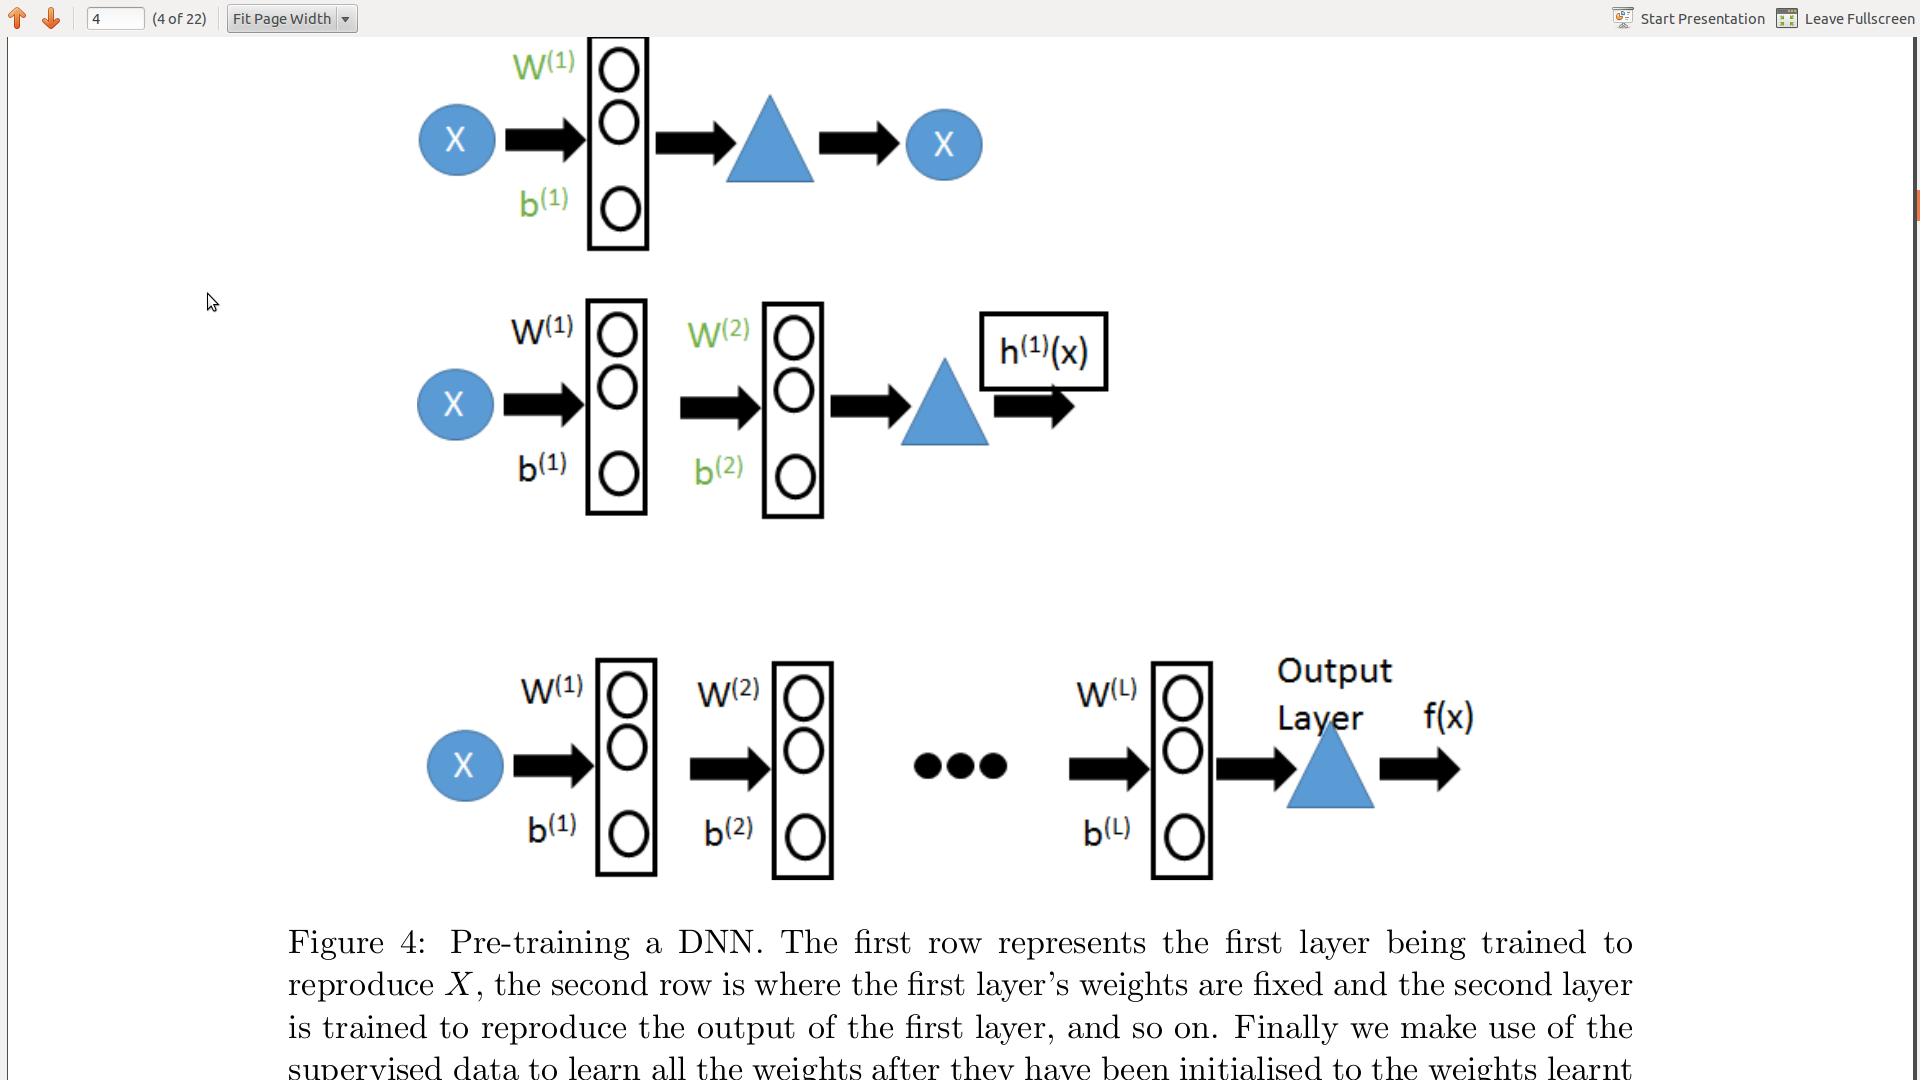 4 (4 of 22) Fit Page Width Start Presentation Leave Fullscreen
W(1)
X X
b(1)
W(1) W(2) h(1)(x)
X
b(1) b(2)
Output
W(1) W(2) W(L) Layer f(x)
X
b(1) b(2) b(L)
Figure 4: Pre-training a DNN. The first row represents the first layer being trained to
reproduce X, the second row is where the first layer's weights are fixed and the second layer
is trained to reproduce the output of the first layer, and so on. Finally we make use of the
supervised data to learn all the weights after they have been initialised to the weights learnt